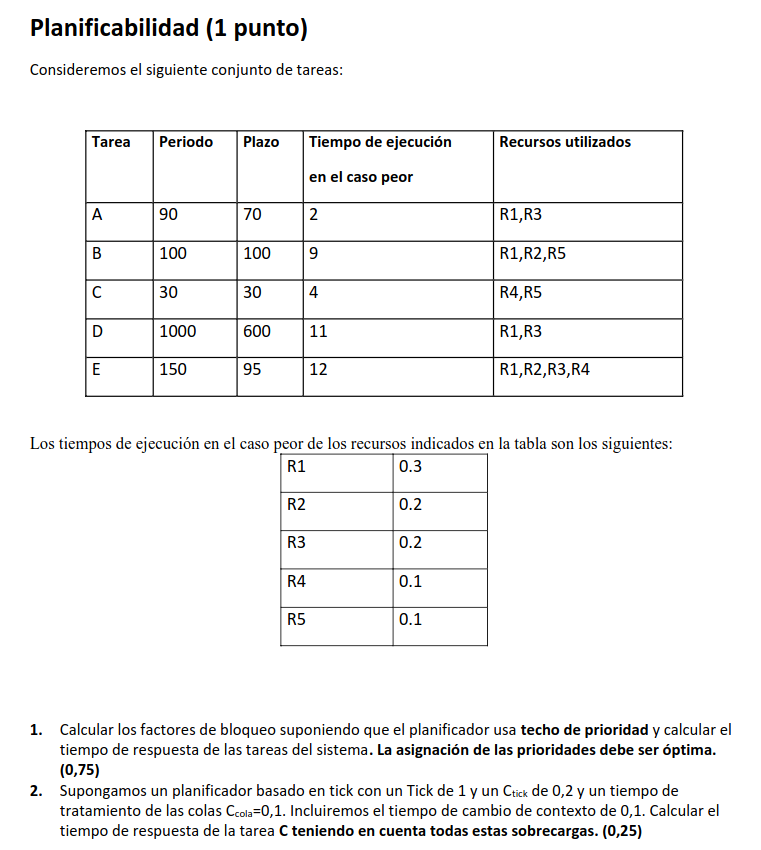 Planificabilidad (1 punto)
Consideremos el siguiente conjunto de tareas:
Tarea Periodo Plazo Tiempo de ejecución en el caso peor Recursos utilizados
A 90 70 2 R1,R3
B 100 100 9 R1,R2,R5
C 30 30 4 R4,R5
D 1000 600 11 R1,R3
E 150 95 12 R1,R2,R3,R4
Los tiempos de ejecución en el caso peor de los recursos indicados en la tabla son los siguientes:
R1 0.3
R2 0.2
R3 0.2
R4 0.1
R5 0.1
1. Calcular los factores de bloqueo suponiendo que el planificador usa techo de prioridad y calcular el
tiempo de respuesta de las tareas del sistema. La asignación de las prioridades debe ser óptima.
(0,75)
2. Supongamos un planificador basado en tick con un Tick de 1 y un Ctick de 0,2 y un tiempo de
tratamiento de las colas Ccola=0,1. Incluiremos el tiempo de cambio de contexto de 0,1. Calcular el
tiempo de respuesta de la tarea C teniendo en cuenta todas estas sobrecargas. (0,25)